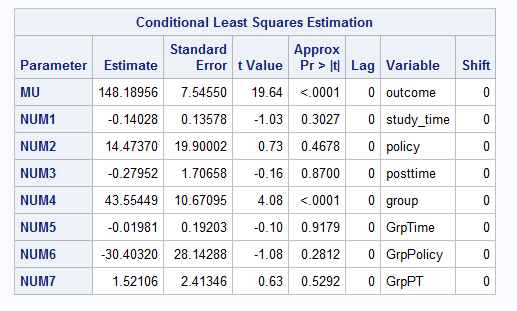 Conditional Least Squares Estimation
Parameter Estimate Standard Error t Value Approx Pr > |t| Lag Variable Shift
MU 148.18956 7.54550 19.64 <.0001 0 outcome 0
NUM1 -0.14028 0.13578 -1.03 0.3027 0 study_time 0
NUM2 14.47370 19.90002 0.73 0.4678 0 policy 0
NUM3 -0.27952 1.70658 -0.16 0.8700 0 posttime 0
NUM4 43.55449 10.67095 4.08 <.0001 0 group 0
NUM5 -0.01981 0.19203 -0.10 0.9179 0 GrpTime 0
NUM6 -30.40320 28.14288 -1.08 0.2812 0 GrpPolicy 0
NUM7 1.52106 2.41346 0.63 0.5292 0 GrpPT 0